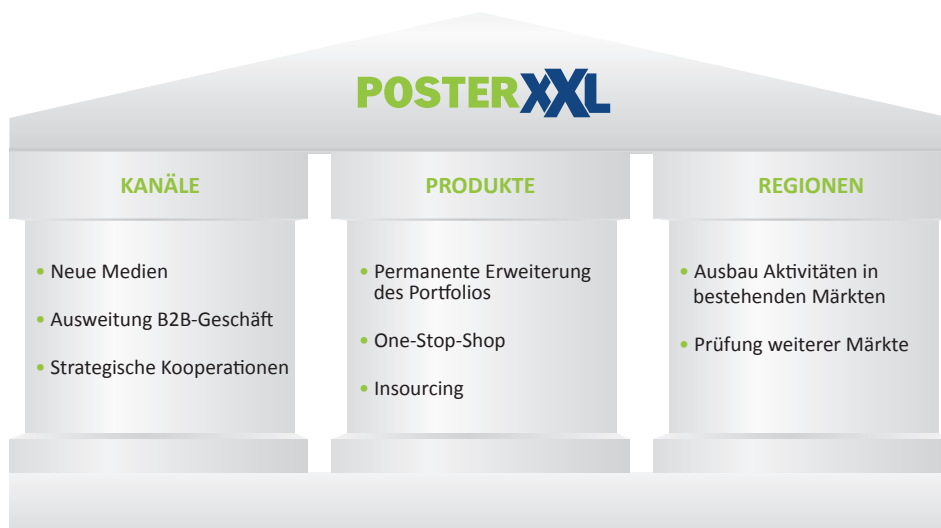 POSTERXXL
KANÄLE
• Neue Medien
• Ausweitung B2B-Geschäft
• Strategische Kooperationen
PRODUKTE
• Permanente Erweiterung
des Portfolios
• One-Stop-Shop
• Insourcing
REGIONEN
• Ausbau Aktivitäten in
bestehenden Märkten
• Prüfung weiterer Märkte